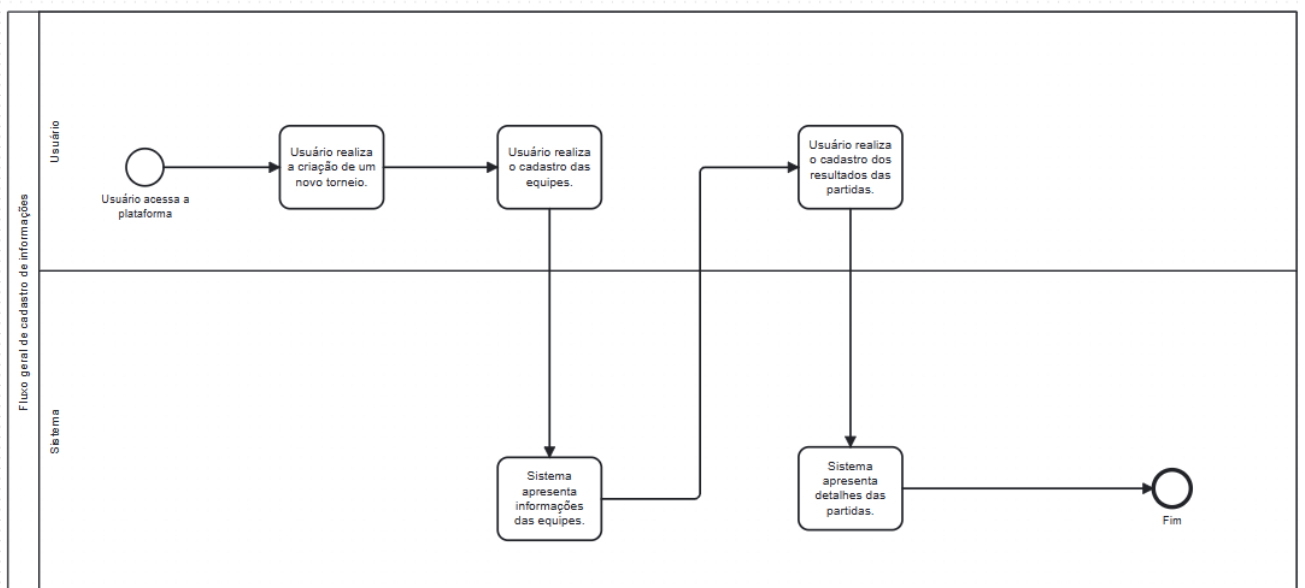 Fluxo geral de cadastro de informações
Usuário
Usuário acessa a
plataforma
Usuário realiza
a criação de um
novo torneio.
Usuário realiza
o cadastro das
equipes.
Usuário realiza
o cadastro dos
resultados das
partidas.
Sistema
Sistema
apresenta
informações
das equipes.
Sistema
apresenta
detalhes das
partidas.
Fim